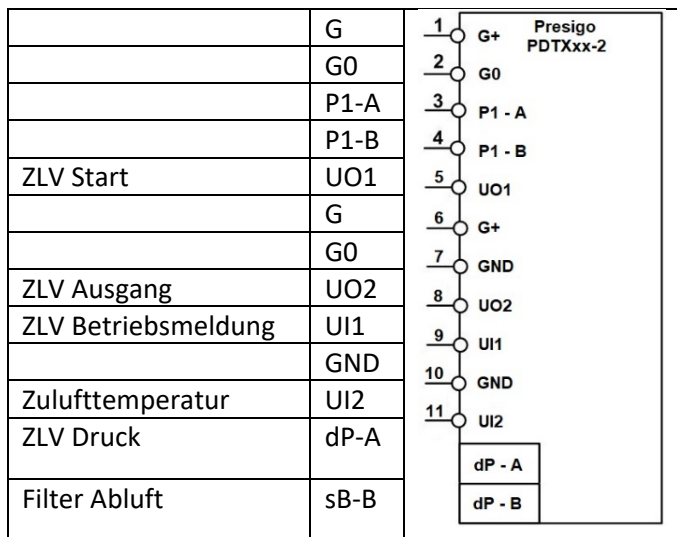 G
G0
P1-A
P1-B
ZLV Start UO1
G
G0
ZLV Ausgang UO2
ZLV Betriebsmeldung UI1
GND
Zulufttemperatur UI2
ZLV Druck dP-A
Filter Abluft sB-B
Presigo
PDTXxx-2
1 G+
2 G0
3 P1 - A
4 P1 - B
5 UO1
6 G+
7 GND
8 UO2
9 UI1
10 GND
11 UI2
dP - A
dP - B